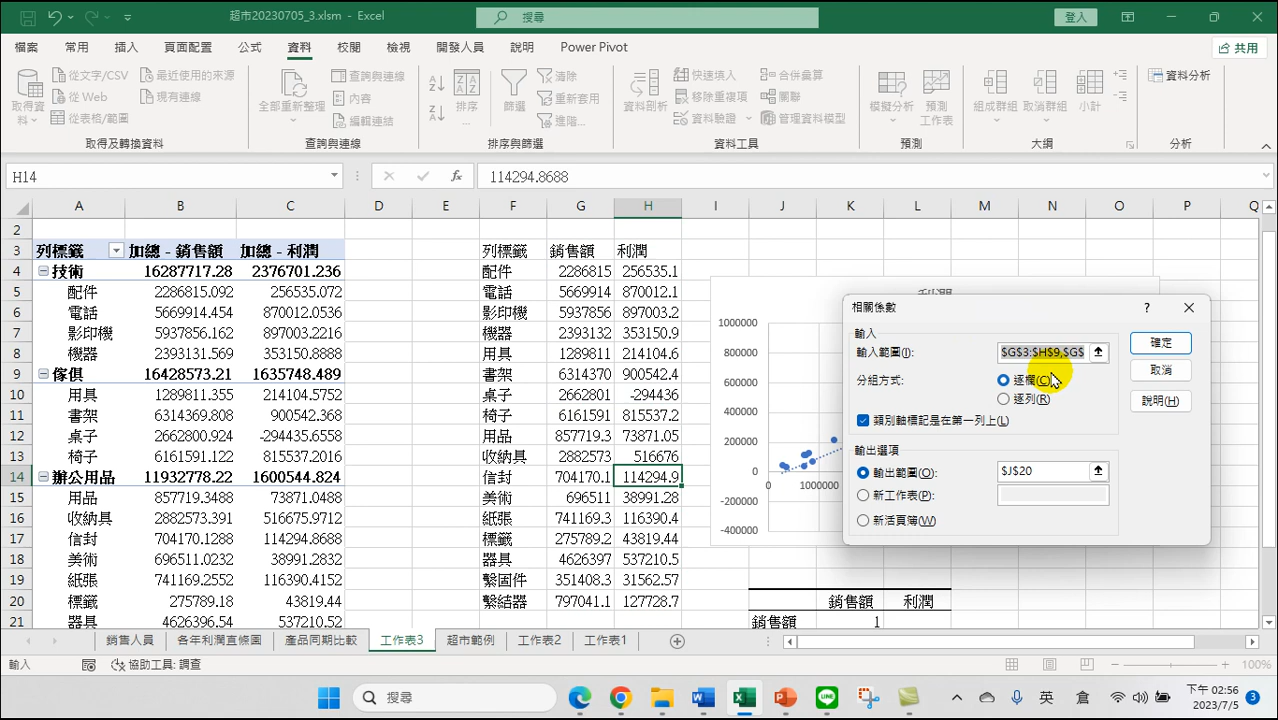 超市20230705_3.xlsm - Excel
搜尋
登入
檔案 常用 插入 頁面配置 公式 資料 校閱 檢視 開發人員 說明 Power Pivot 共用
取得資料
從文字/CSV
從 Web
從表格/範圍
最近使用的來源
現有連線
取得及轉換資料
全部重新整理
查詢與連線
內容
編輯連結
查詢與連線
排序
...
篩選
清除
重新套用
進階...
排序與篩選
資料剖析
快速填入
移除重複項
資料驗證
合併彙算
關聯
管理資料模型
資料工具
模擬分析
預測工作表
預測
組成群組
取消群組
小計
大綱
資料分析
分析
H14
fx
114294.8688
A B C D E F G H I J K L M N O P Q
2
3 列標籤 加總 - 銷售額 加總 - 利潤 列標籤 銷售額 利潤
4 技術 16287717.28 2376701.236 配件 2286815 256535.1
5 配件 2286815.092 256535.072 電話 5669914 870012.1
6 電話 5669914.454 870012.0536 影印機 5937856 897003.2
7 影印機 5937856.162 897003.2216 機器 2393132 353150.9
8 機器 2393131.569 353150.8888 用具 1289811 214104.6
9 傢俱 16428573.21 1635748.489 書架 6314370 900542.4
10 用具 1289811.355 214104.5752 桌子 2662801 -294436
11 書架 6314369.808 900542.368 椅子 6161591 815537.2
12 桌子 2662800.924 -294435.6558 用品 857719.3 73871.05
13 椅子 6161591.122 815537.2016 收納具 2882573 516676
14 辦公用品 11932778.22 1600544.834 信封 704170.1 114294.9
15 用品 857719.3488 73871.0488 美術 696511 38991.28
16 收納具 2882573.391 516675.9712 紙張 741169.3 116390.4
17 信封 704170.1288 114294.8688 標籤 275789.2 43819.44
18 美術 696511.0232 38991.2832 器具 4626397 537210.5
19 紙張 741169.2552 116390.4152 繫固件 351408.3 31562.57
20 標籤 275789.18 43819.44 繫結器 797041.1 127728.7 銷售額 利潤
21 器具 4626396.54 537210.52 銷售額 1
利潤
1000000
800000
600000
400000
200000
0
-200000
-400000
0 1000000
相關係數
?
輸入
輸入範圍(I): $G$3:$H$9,$G$
分組方式: 逐欄(C)
逐列(R)
類別軸標記是在第一列上(L)
輸出選項
輸出範圍(O): $J$20
新工作表(P):
新活頁簿(W)
確定
取消
說明(H)
銷售人員 各年利潤直條圖 產品同期比較 工作表3 超市範例 工作表2 工作表1
輸入 協助工具: 調查 100%
搜尋
英 倉
下午 02:56
2023/7/5
3